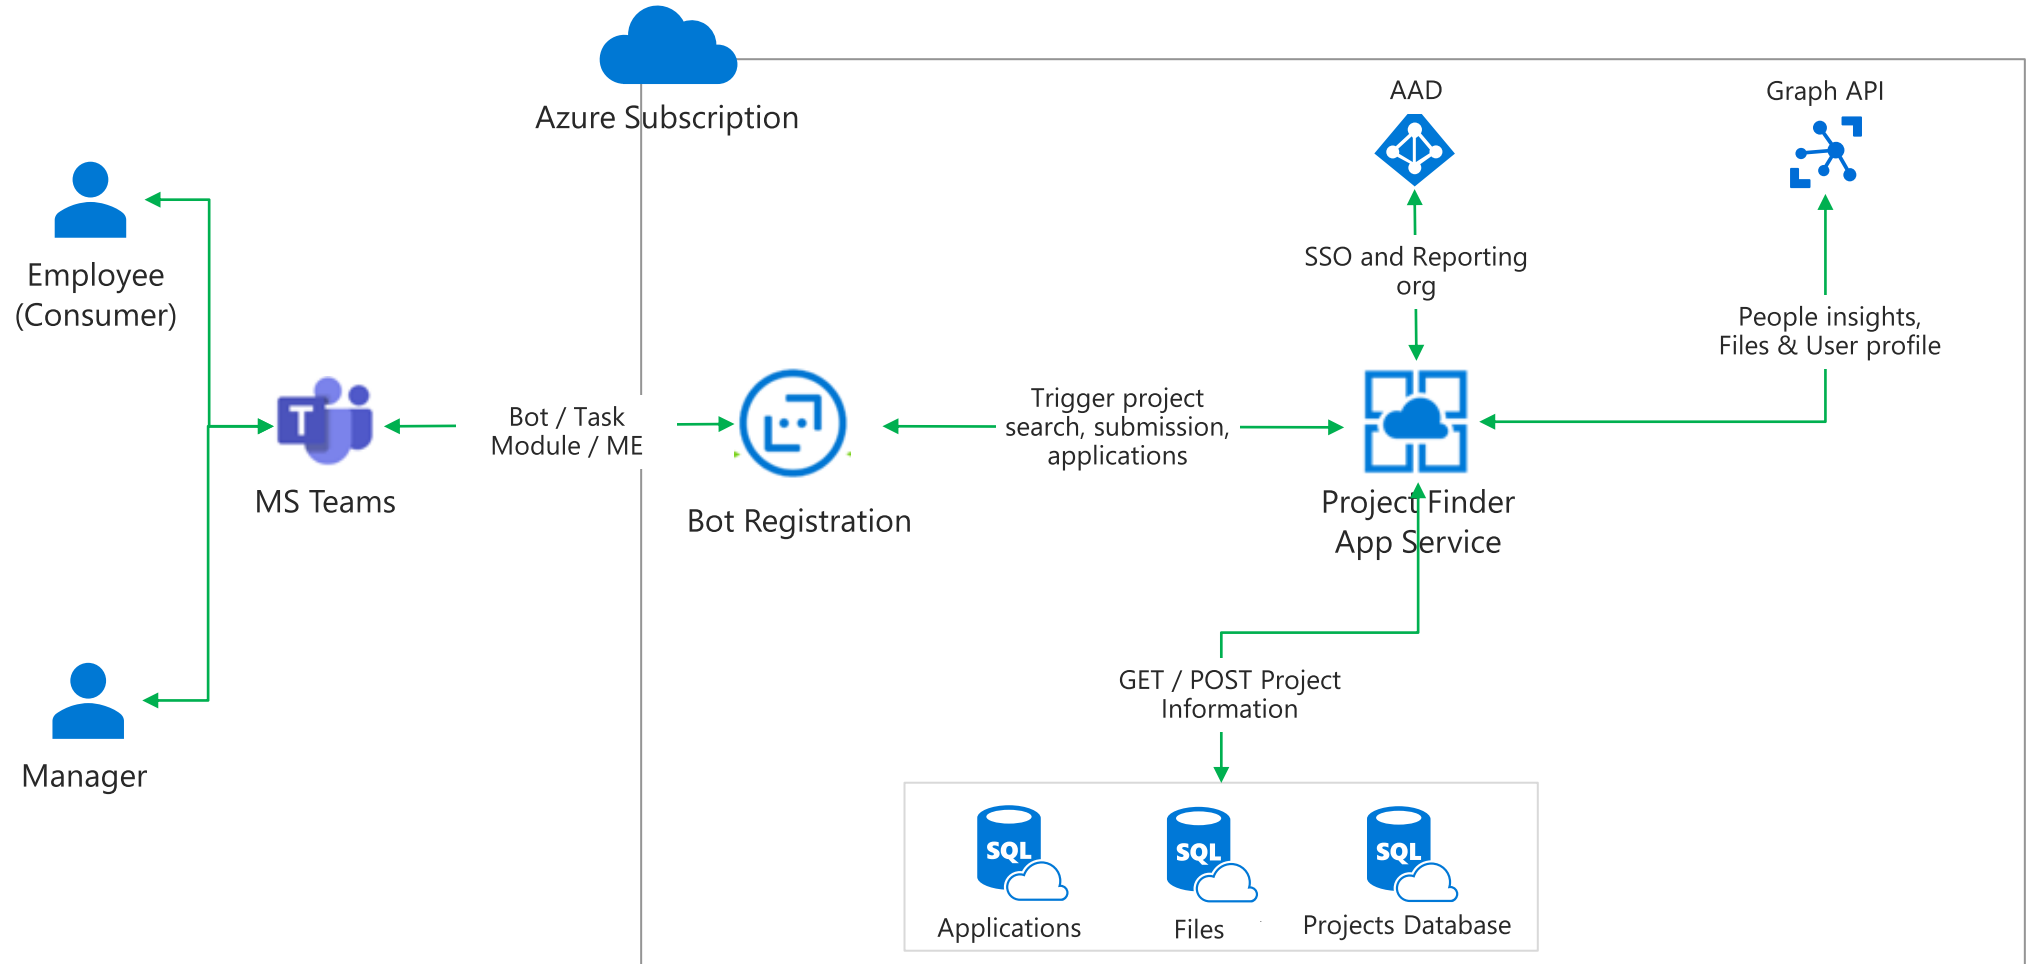 Azure Subscription
AAD
Graph API
SSO and Reporting
org
Employee
(Consumer)
People insights,
Files & User profile
T
MS Teams
Bot / Task
Module / ME
Bot Registration
Trigger project
search, submission,
applications
Project Finder
App Service
GET / POST Project
Information
Manager
SQL
Applications
SQL
Files
SQL
Projects Database